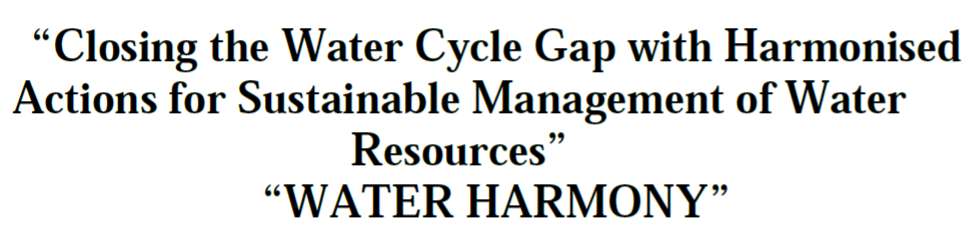 “Closing the Water Cycle Gap with Harmonised
Actions for Sustainable Management of Water
Resources”
“WATER HARMONY”